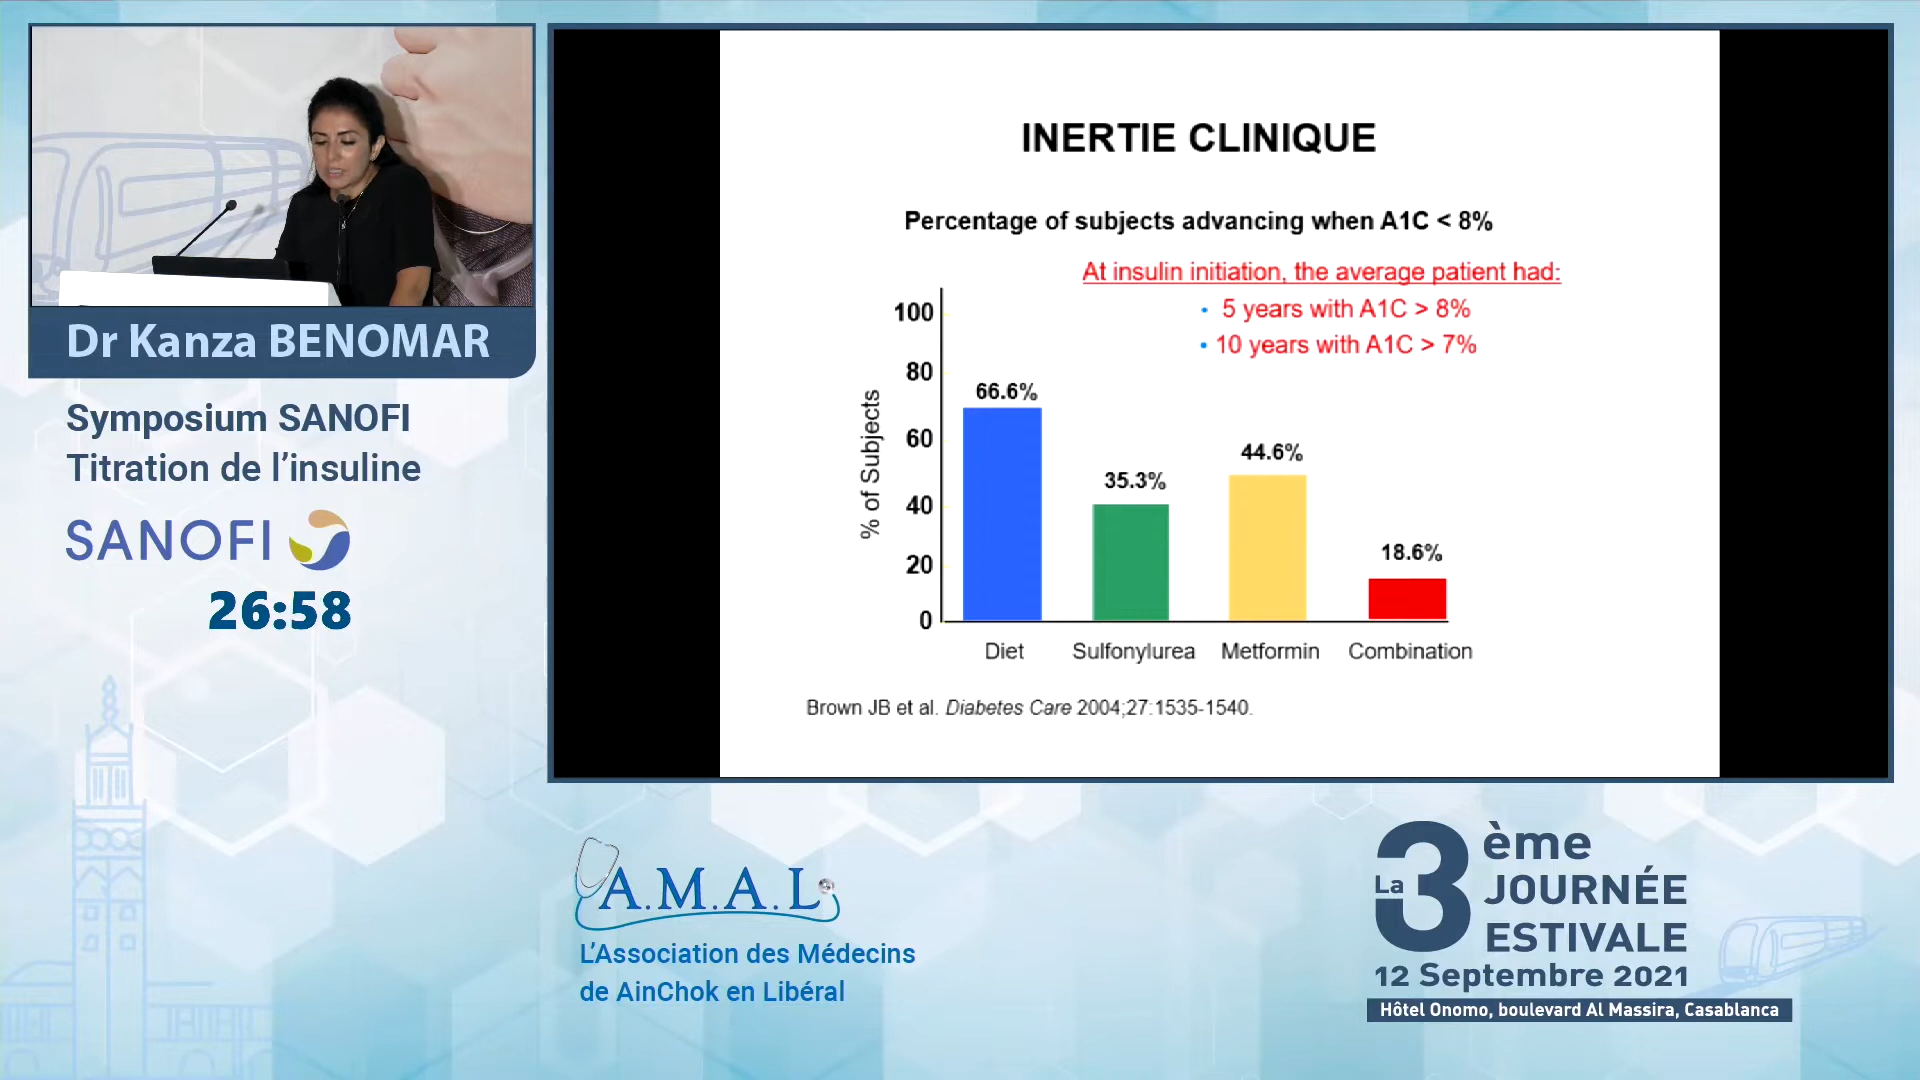 Dr Kanza BENOMAR
Symposium SANOFI
Titration de l'insuline
SANOFI
26:58
INERTIE CLINIQUE
Percentage of subjects advancing when A1C < 8%
At insulin initiation, the average patient had:
• 5 years with A1C > 8%
• 10 years with A1C > 7%
% of Subjects
100
80
60
40
20
0
66.6%
35.3%
44.6%
18.6%
Diet
Sulfonylurea
Metformin
Combination
Brown JB et al. Diabetes Care 2004;27:1535-1540.
A.M.A.L
L'Association des Médecins
de AinChok en Libéral
La 3ème
JOURNÉE
ESTIVALE
12 Septembre 2021
Hôtel Onomo, boulevard Al Massira, Casablanca